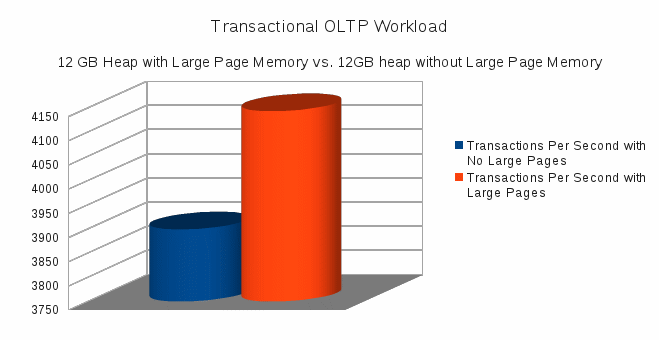 Transactional OLTP Workload
12 GB Heap with Large Page Memory vs. 12GB heap without Large Page Memory
4150
4100
4050
4000
3950
3900
3850
3800
3750
Transactions Per Second with
No Large Pages
Transactions Per Second with
Large Pages